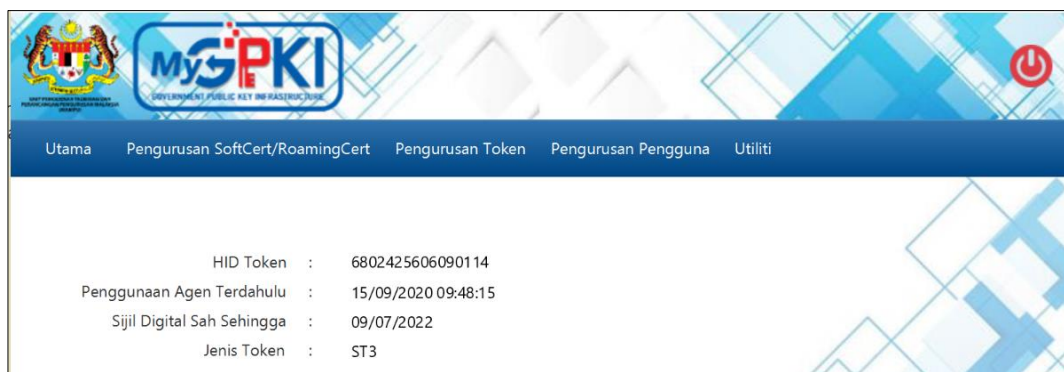 MyGPKI
GOVERNMENT PUBLIC KEY INFRASTRUCTURE
Utama Pengurusan SoftCert/RoamingCert Pengurusan Token Pengurusan Pengguna Utiliti
HID Token : 6802425606090114
Penggunaan Agen Terdahulu : 15/09/2020 09:48:15
Sijil Digital Sah Sehingga : 09/07/2022
Jenis Token : ST3